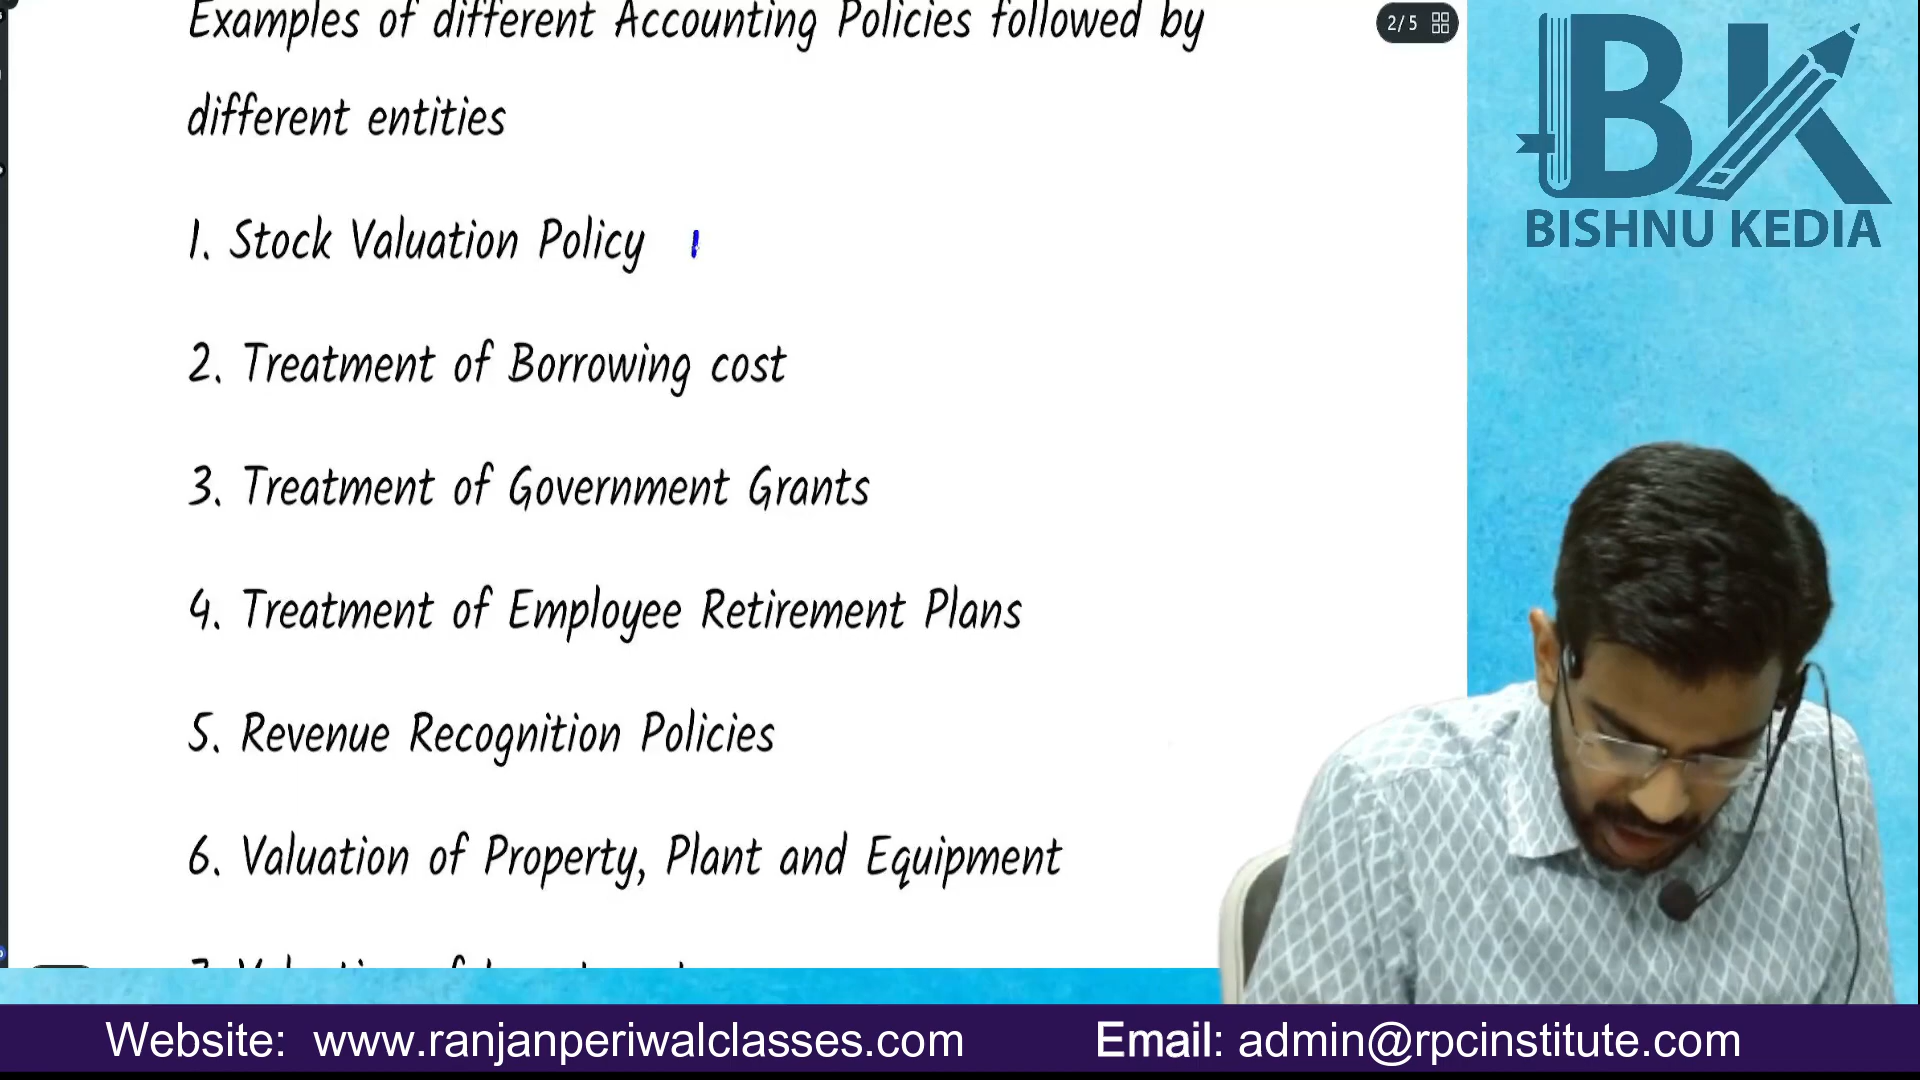 Examples of different Accounting Policies followed by
different entities
1. Stock Valuation Policy
2. Treatment of Borrowing cost
3. Treatment of Government Grants
4. Treatment of Employee Retirement Plans
5. Revenue Recognition Policies
6. Valuation of Property, Plant and Equipment
2/5
BK
BISHNU KEDIA
Website: www.ranjanperiwalclasses.com
Email: admin@rpcinstitute.com